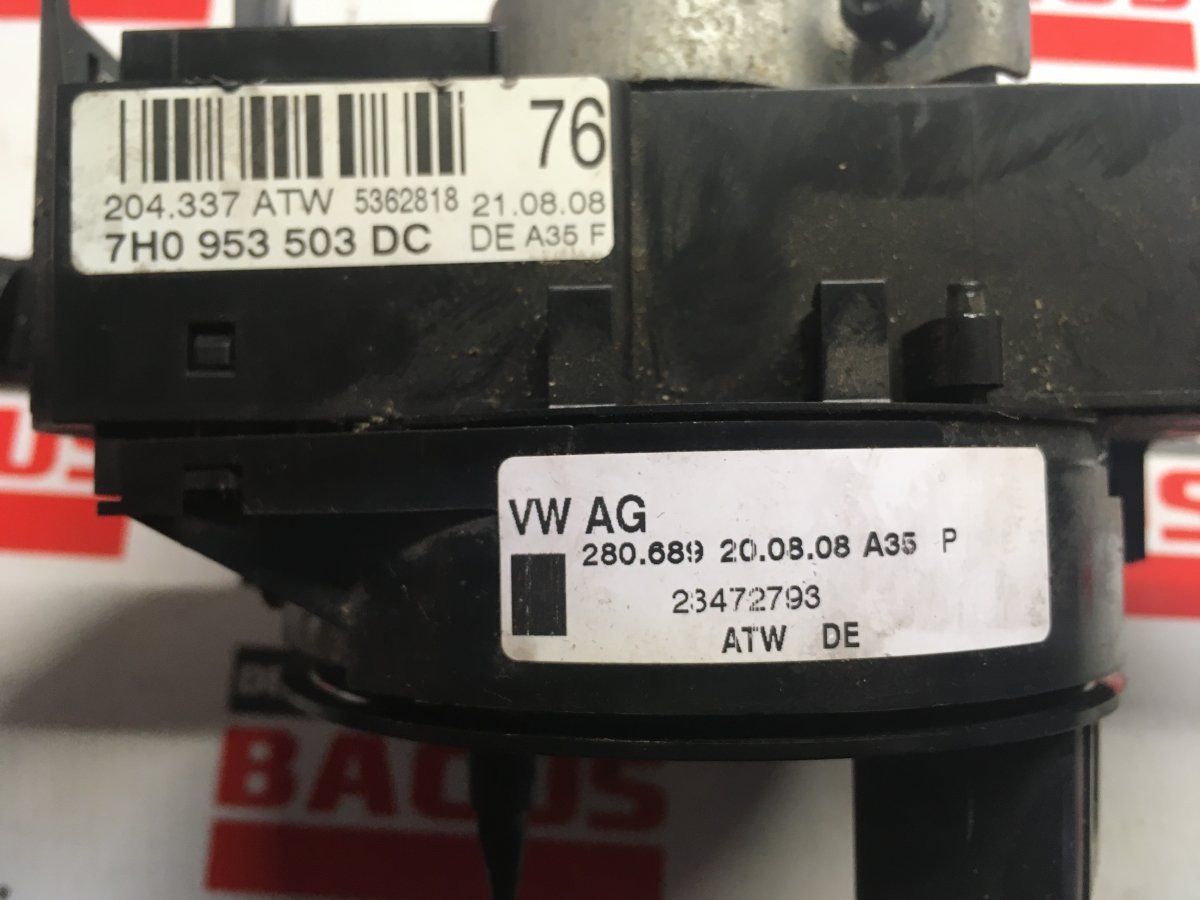 76
204.337 ATW 5362818 21.08.08
7H0 953 503 DC DE A35 F
VW AG
280.689 20.08.08 A35 P
23472793
ATW DE
BACOS